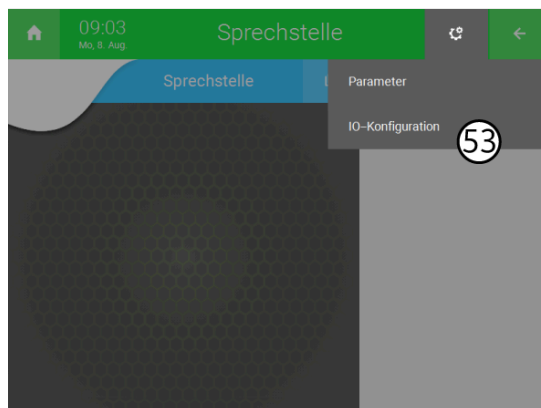 09:03
Mo, 8. Aug.
Sprechstelle
Sprechstelle
Parameter
IO-Konfiguration
53